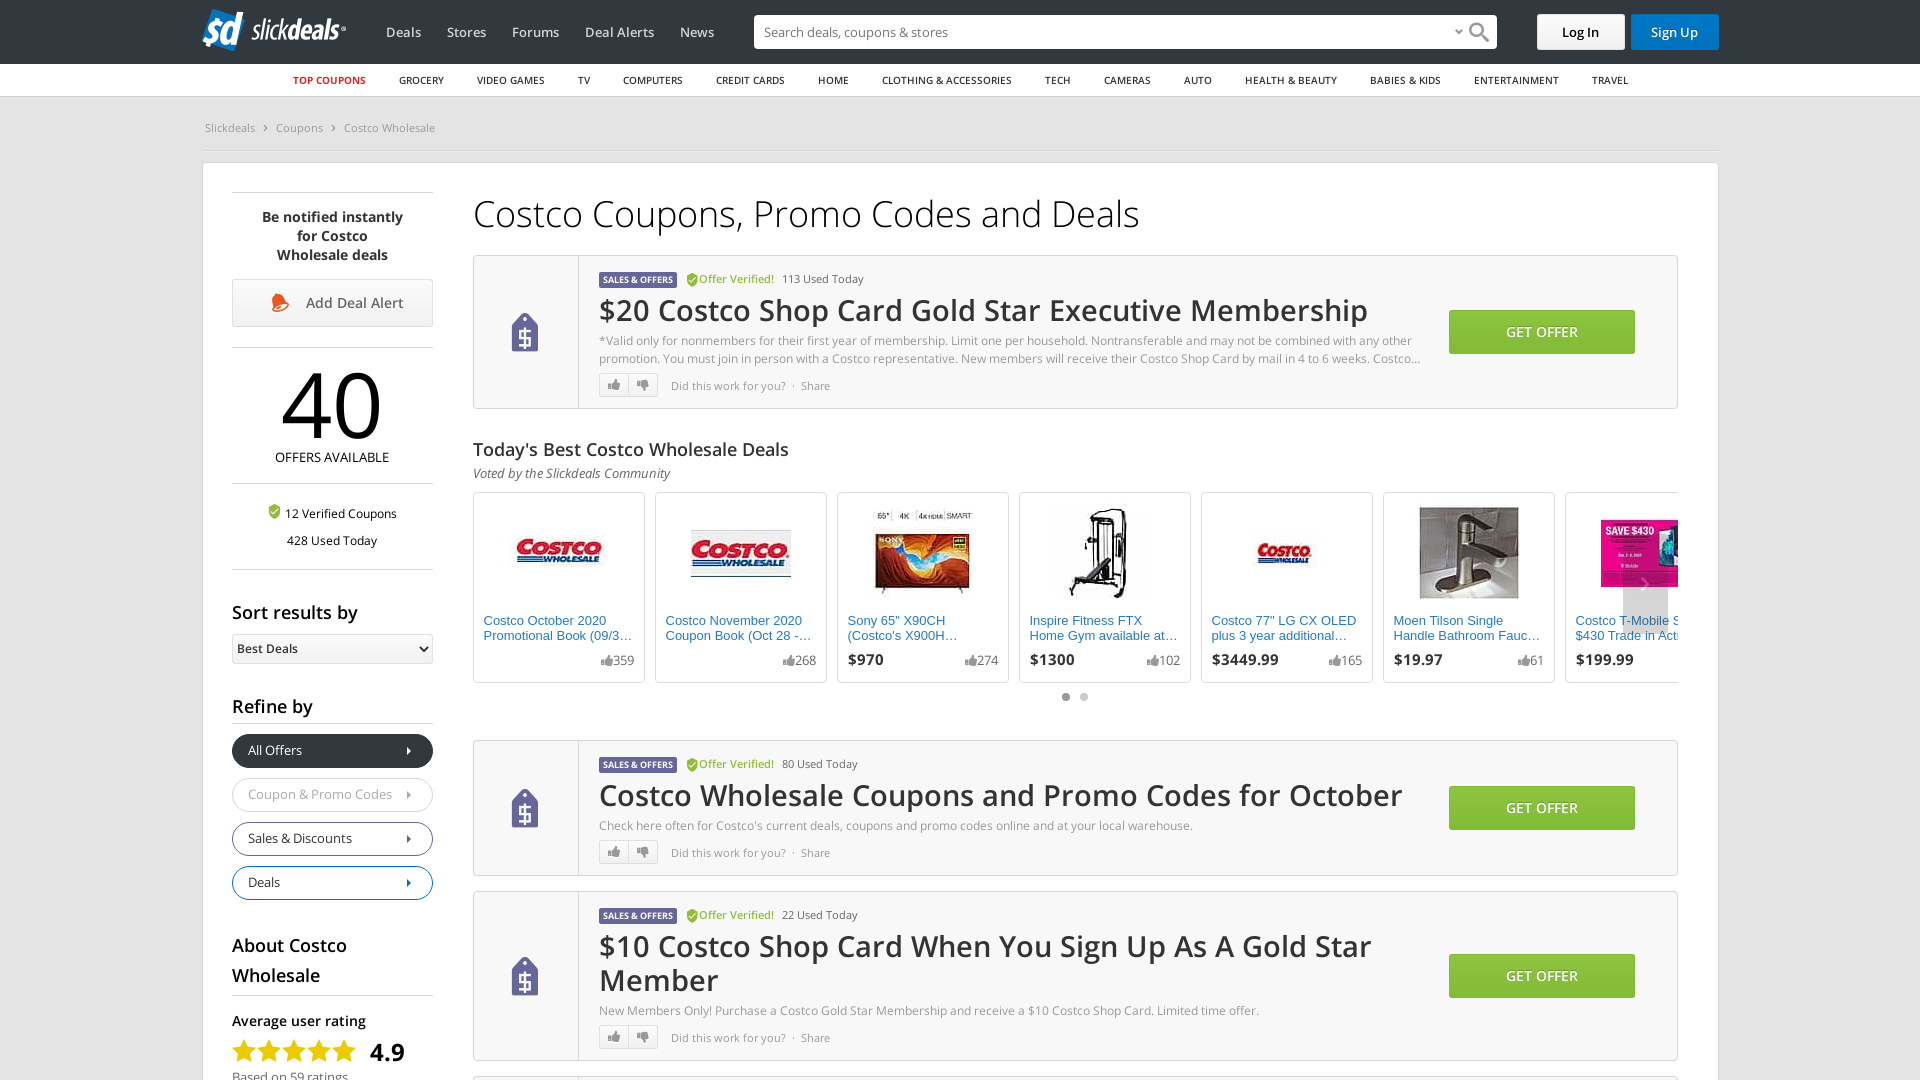 slickdeals
Deals
Stores
Forums
Deal Alerts
News
Search deals, coupons & stores
Log In
Sign Up
TOP COUPONS
GROCERY
VIDEO GAMES
TV
COMPUTERS
CREDIT CARDS
HOME
CLOTHING & ACCESSORIES
TECH
CAMERAS
AUTO
HEALTH & BEAUTY
BABIES & KIDS
ENTERTAINMENT
TRAVEL
Slickdeals
Coupons
Costco Wholesale
Be notified instantly
for Costco
Wholesale deals
Add Deal Alert
40
OFFERS AVAILABLE
12 Verified Coupons
428 Used Today
Sort results by
Best Deals
Refine by
All Offers
Coupon & Promo Codes
Sales & Discounts
Deals
About Costco
Wholesale
Average user rating
4.9
Based on 59 ratings
Costco Coupons, Promo Codes and Deals
SALES & OFFERS Offer Verified! 113 Used Today
$20 Costco Shop Card Gold Star Executive Membership
*Valid only for nonmembers for their first year of membership. Limit one per household. Nontransferable and may not be combined with any other
promotion. You must join in person with a Costco representative. New members will receive their Costco Shop Card by mail in 4 to 6 weeks. Costco...
Did this work for you? · Share
GET OFFER
Today's Best Costco Wholesale Deals
Voted by the Slickdeals Community
COSTCO
WHOLESALE
Costco October 2020
Promotional Book (09/3...
359
COSTCO
WHOLESALE
Costco November 2020
Coupon Book (Oct 28 -...
268
65" 4K 4K HDMI SMART
SONY
Sony 65" X90CH
(Costco's X900H...
$970
274
Inspire Fitness FTX
Home Gym available at...
$1300
102
COSTCO
WHOLESALE
Costco 77" LG CX OLED
plus 3 year additional...
$3449.99
165
Moen Tilson Single
Handle Bathroom Fauc...
$19.97
61
SAVE $430
Costco T-Mobile S
$430 Trade in Acti
$199.99
SALES & OFFERS Offer Verified! 80 Used Today
Costco Wholesale Coupons and Promo Codes for October
Check here often for Costco's current deals, coupons and promo codes online and at your local warehouse.
Did this work for you? · Share
GET OFFER
SALES & OFFERS Offer Verified! 22 Used Today
$10 Costco Shop Card When You Sign Up As A Gold Star
Member
New Members Only! Purchase a Costco Gold Star Membership and receive a $10 Costco Shop Card. Limited time offer.
Did this work for you? · Share
GET OFFER